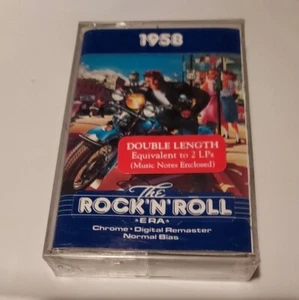 1958
DOUBLE LENGTH
Equivalent to 2 LPs
(Music Notes Enclosed)
The
ROCK'N'ROLL
•ERA•
Chrome • Digital Remaster
Normal Bias